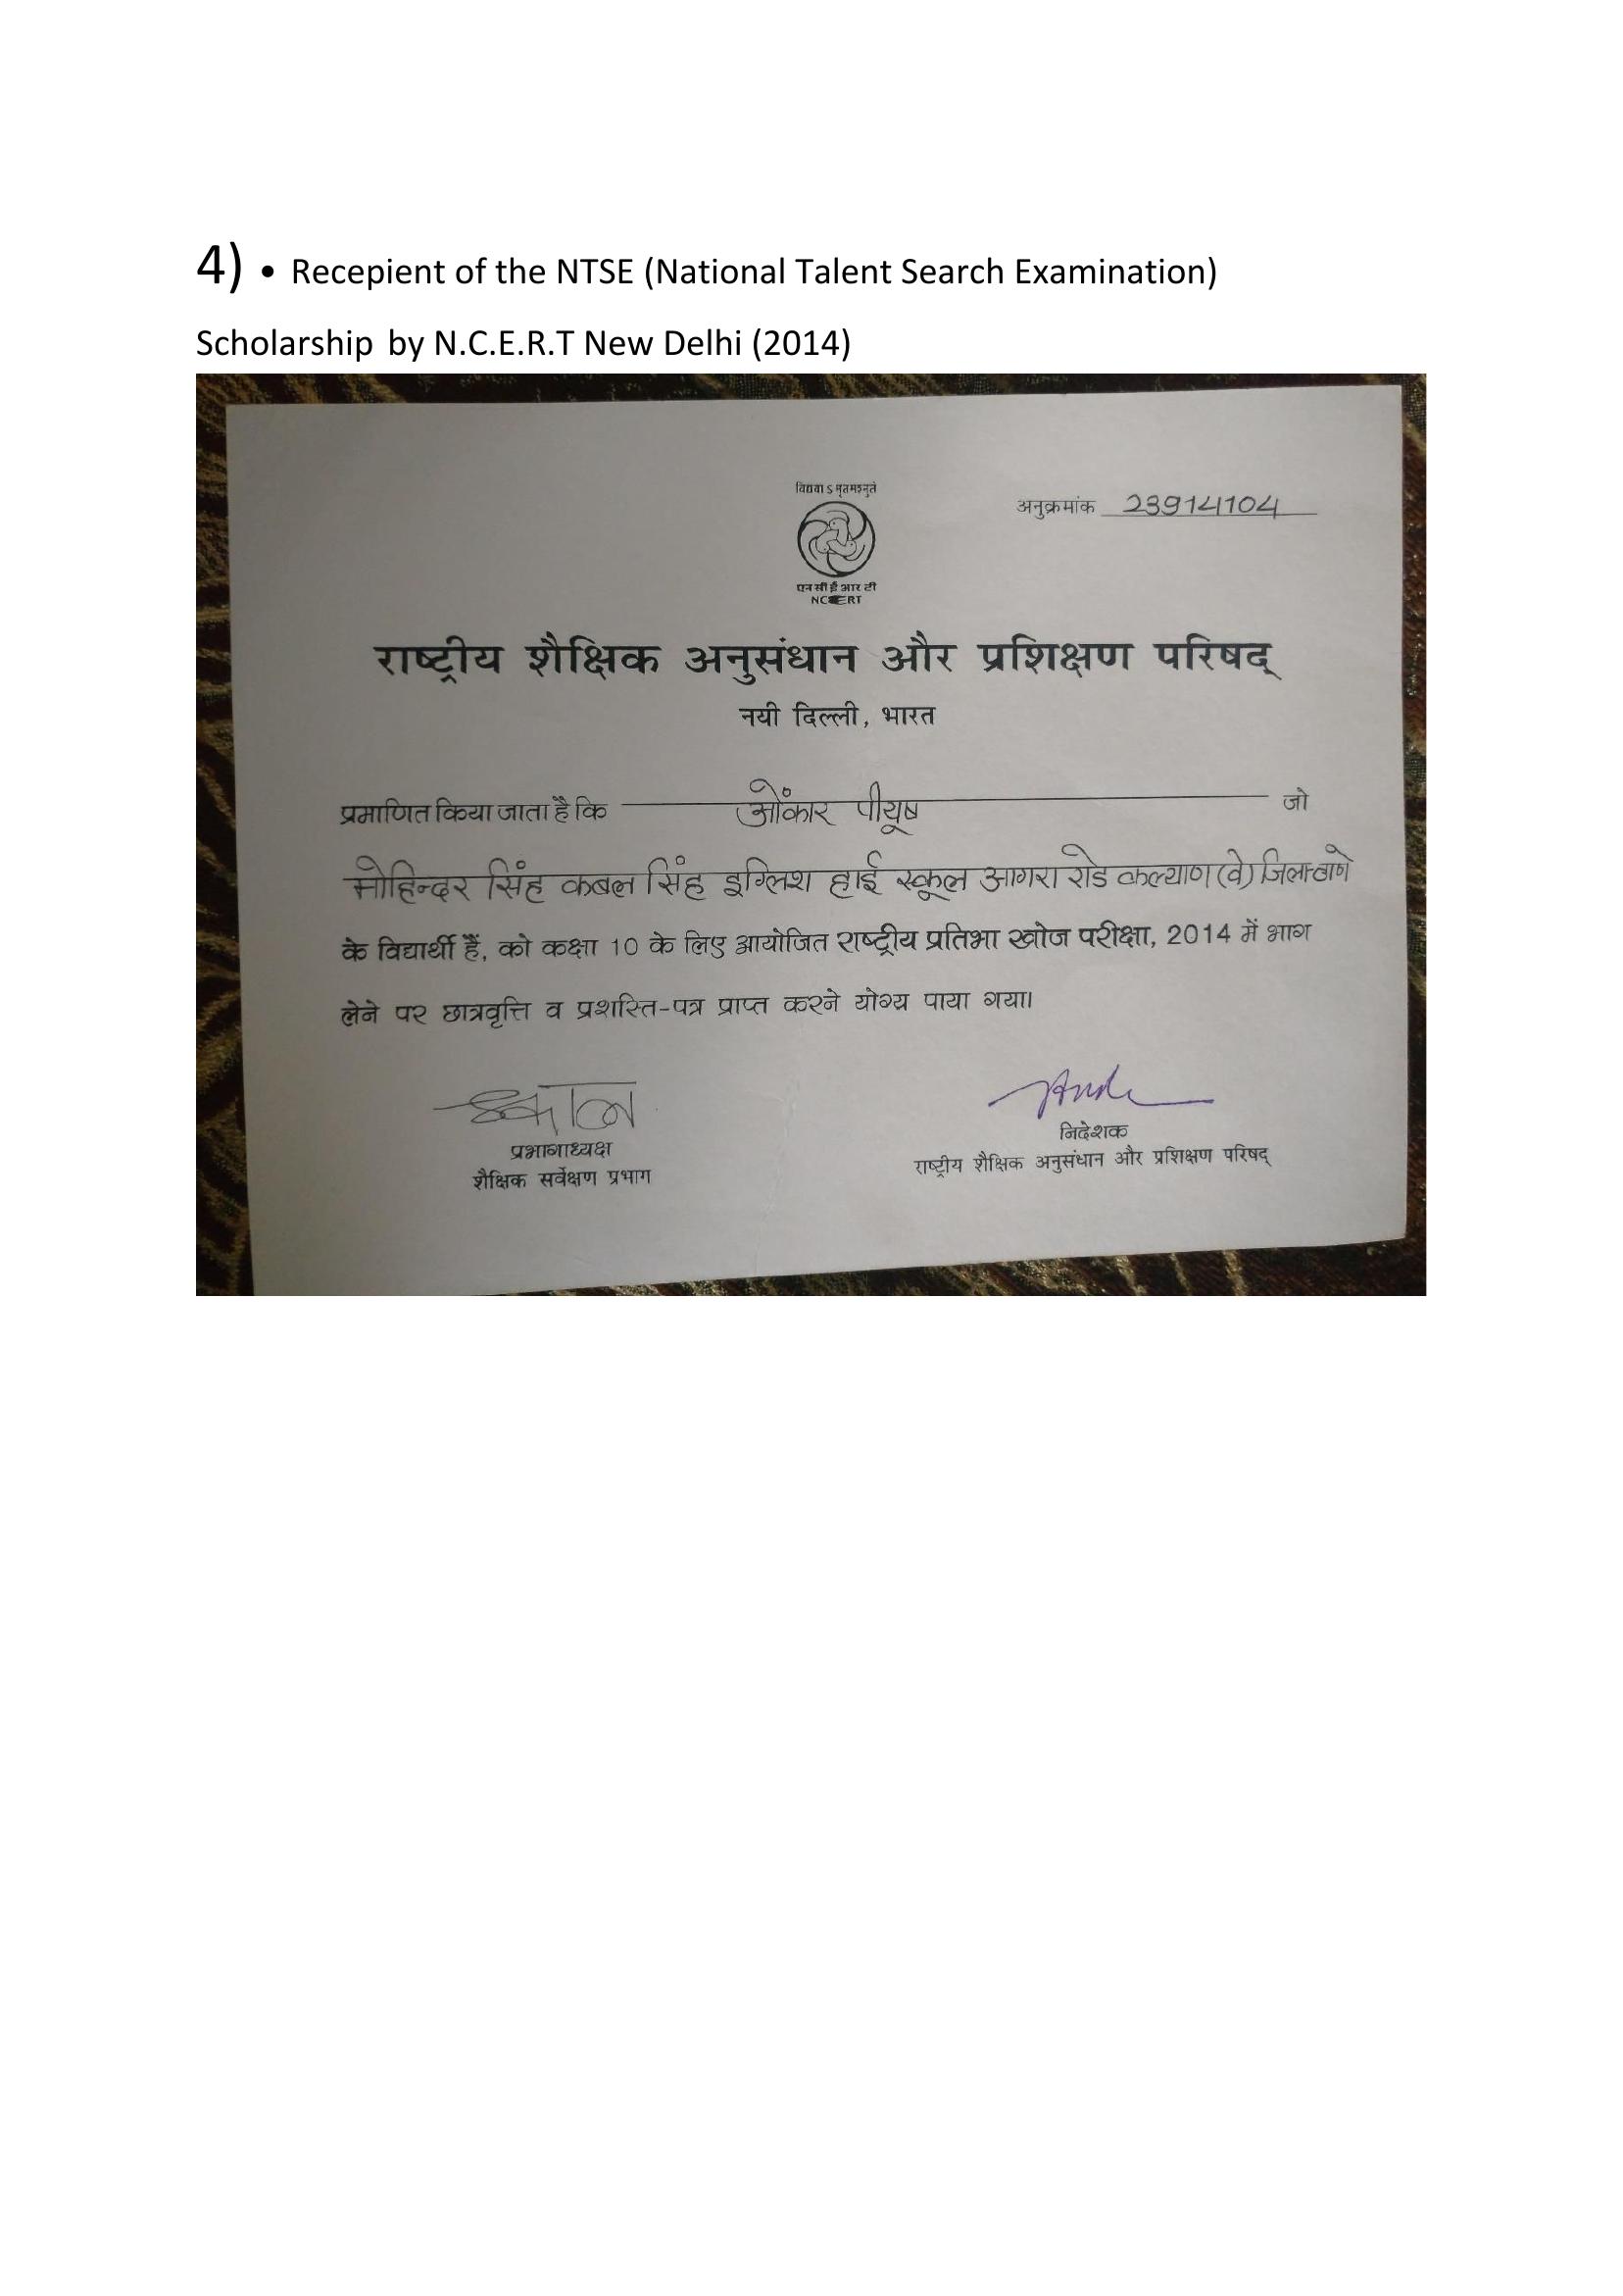 4) • Recepient of the NTSE (National Talent Search Examination)
Scholarship by N.C.E.R.T New Delhi (2014)
विद्यया ऽ मृतमश्नुते
अनुक्रमांक 23914104
एन सी ई आर टी
NCERT
राष्ट्रीय शैक्षिक अनुसंधान और प्रशिक्षण परिषद्
नयी दिल्ली, भारत
प्रमाणित किया जाता है कि ओंकार पीयूष जो
मोहिन्दर सिंह कबल सिंह इंग्लिश हाई स्कूल आगरा रोड कल्याण (वे) जिला-ठाणे
के विद्यार्थी हैं, को कक्षा 10 के लिए आयोजित राष्ट्रीय प्रतिभा खोज परीक्षा, 2014 में भाग
लेने पर छात्रवृत्ति व प्रशस्ति-पत्र प्राप्त करने योग्य पाया गया।
प्रभागाध्यक्ष
शैक्षिक सर्वेक्षण प्रभाग
निदेशक
राष्ट्रीय शैक्षिक अनुसंधान और प्रशिक्षण परिषद्